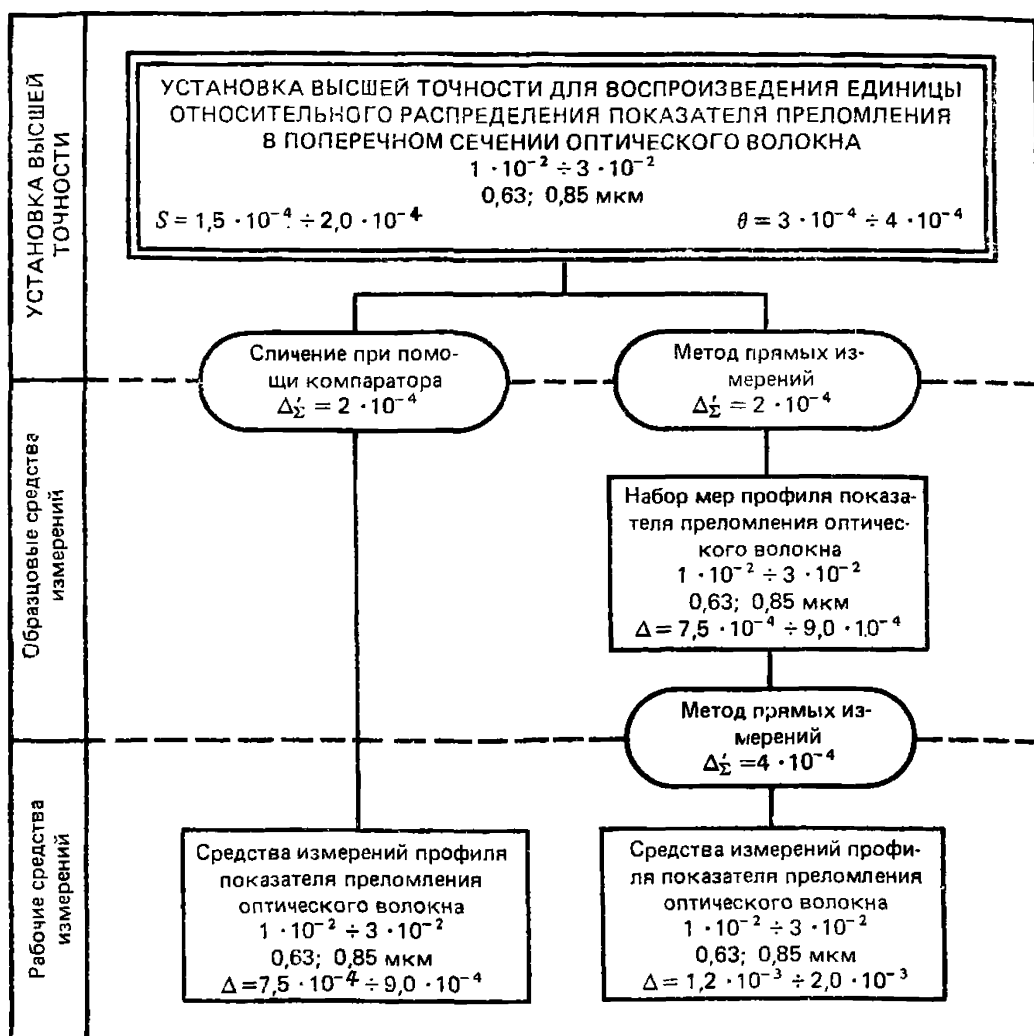 УСТАНОВКА ВЫСШЕЙ
ТОЧНОСТИ
УСТАНОВКА ВЫСШЕЙ ТОЧНОСТИ ДЛЯ ВОСПРОИЗВЕДЕНИЯ ЕДИНИЦЫ
ОТНОСИТЕЛЬНОГО РАСПРЕДЕЛЕНИЯ ПОКАЗАТЕЛЯ ПРЕЛОМЛЕНИЯ
В ПОПЕРЕЧНОМ СЕЧЕНИИ ОПТИЧЕСКОГО ВОЛОКНА
1 · 10⁻² ÷ 3 · 10⁻²
0,63; 0,85 мкм
S = 1,5 · 10⁻⁴ ÷ 2,0 · 10⁻⁴ θ = 3 · 10⁻⁴ ÷ 4 · 10⁻⁴
Сличение при помо-
щи компаратора
Δ′Σ = 2 · 10⁻⁴
Метод прямых из-
мерений
Δ′Σ = 2 · 10⁻⁴
Образцовые средства
измерений
Набор мер профиля показа-
теля преломления оптичес-
кого волокна
1 · 10⁻² ÷ 3 · 10⁻²
0,63; 0,85 мкм
Δ = 7,5 · 10⁻⁴ ÷ 9,0 · 10⁻⁴
Метод прямых из-
мерений
Δ′Σ = 4 · 10⁻⁴
Рабочие средства
измерений
Средства измерений профиля
показателя преломления
оптического волокна
1 · 10⁻² ÷ 3 · 10⁻²
0,63; 0,85 мкм
Δ = 7,5 · 10⁻⁴ ÷ 9,0 · 10⁻⁴
Средства измерений профи-
ля показателя преломления
оптического волокна
1 · 10⁻² ÷ 3 · 10⁻²
0,63; 0,85 мкм
Δ = 1,2 · 10⁻³ ÷ 2,0 · 10⁻³